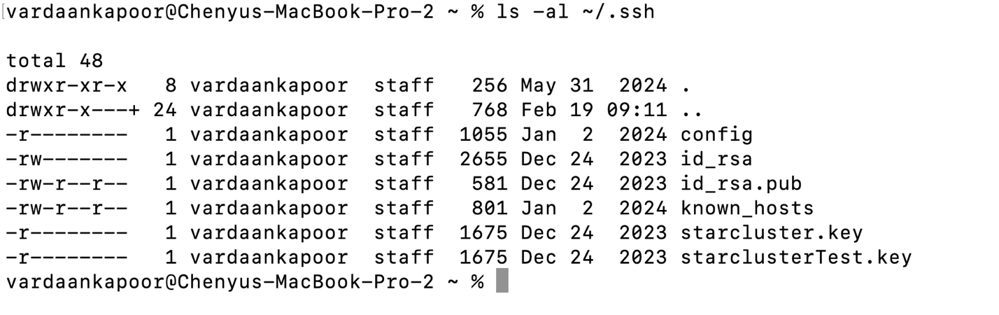 [vardaankapoor@Chenyus-MacBook-Pro-2 ~ % ls -al ~/.ssh
total 48
drwxr-xr-x   8 vardaankapoor  staff   256 May 31  2024 .
drwxr-x---+ 24 vardaankapoor  staff   768 Feb 19 09:11 ..
-r--------   1 vardaankapoor  staff  1055 Jan  2  2024 config
-rw-------   1 vardaankapoor  staff  2655 Dec 24  2023 id_rsa
-rw-r--r--   1 vardaankapoor  staff   581 Dec 24  2023 id_rsa.pub
-rw-r--r--   1 vardaankapoor  staff   801 Jan  2  2024 known_hosts
-r--------   1 vardaankapoor  staff  1675 Dec 24  2023 starcluster.key
-r--------   1 vardaankapoor  staff  1675 Dec 24  2023 starclusterTest.key
vardaankapoor@Chenyus-MacBook-Pro-2 ~ %